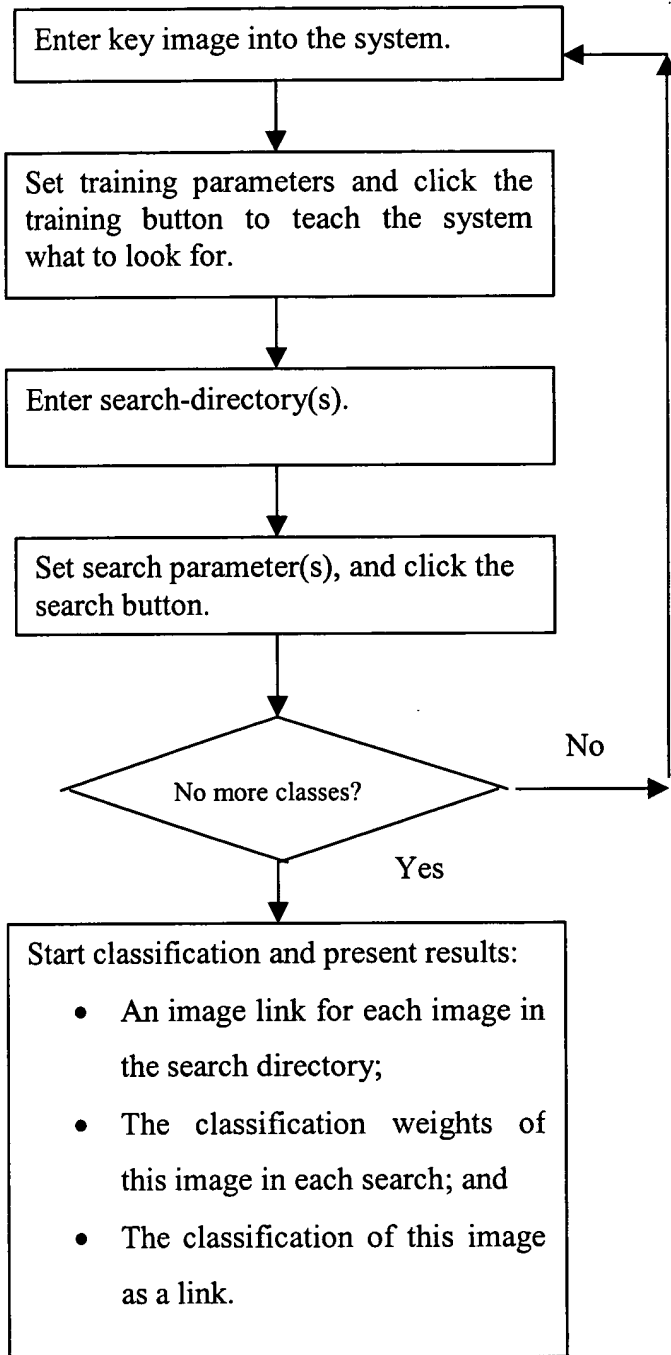 Enter key image into the system.
Set training parameters and click the
training button to teach the system
what to look for.
Enter search-directory(s).
Set search parameter(s), and click the
search button.
No more classes?
No
Yes
Start classification and present results:
• An image link for each image in
the search directory;
• The classification weights of
this image in each search; and
• The classification of this image
as a link.